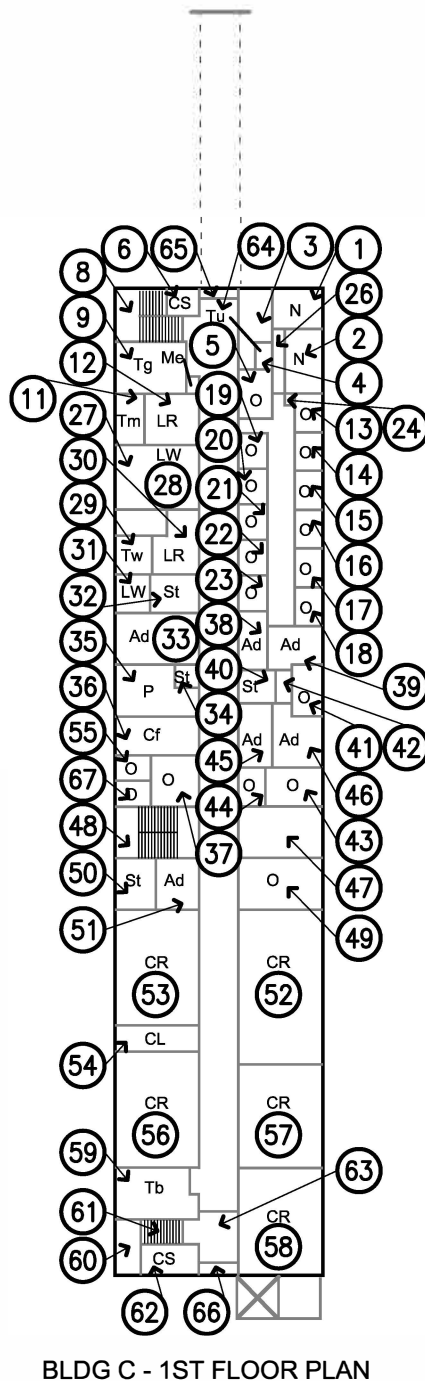 6 65 64 3 1
8 CS Tu N 26
9 Tg Me 5 N 2
12 19 O 4
11 Tm LR O O 13 24
27 LW 20 O 14
30 28 O 21 O 15
29 O 22 O 16
31 Tw LR O 23 O 17
32 LW St 38 O 18
Ad 33 Ad Ad
35 40 39
36 P St 34 St O
Cf 41 42
55 O O 45 Ad Ad 46
67 O 44 O O 43
48 37 47
50 St Ad O 49
51
CR CR
53 52
CL
54
CR CR
56 57
59
Tb 63
61 CR
60 CS 58
62 66
BLDG C - 1ST FLOOR PLAN